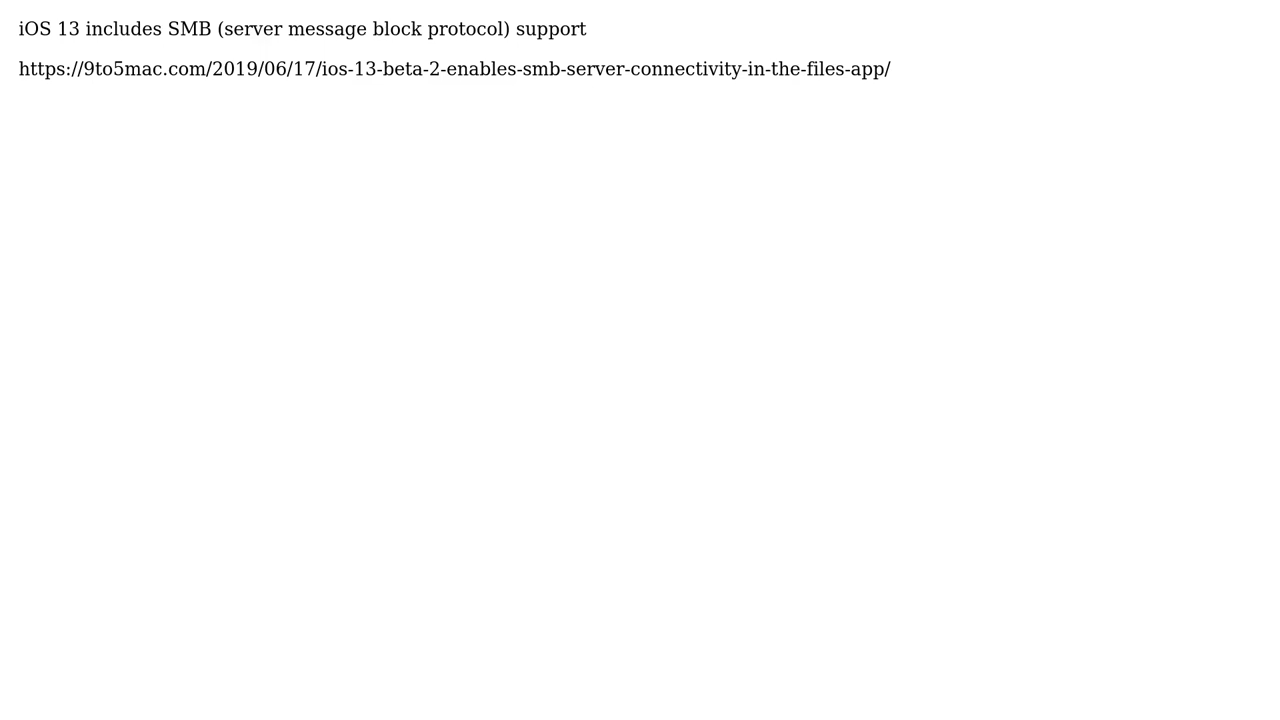 iOS 13 includes SMB (server message block protocol) support
https://9to5mac.com/2019/06/17/ios-13-beta-2-enables-smb-server-connectivity-in-the-files-app/